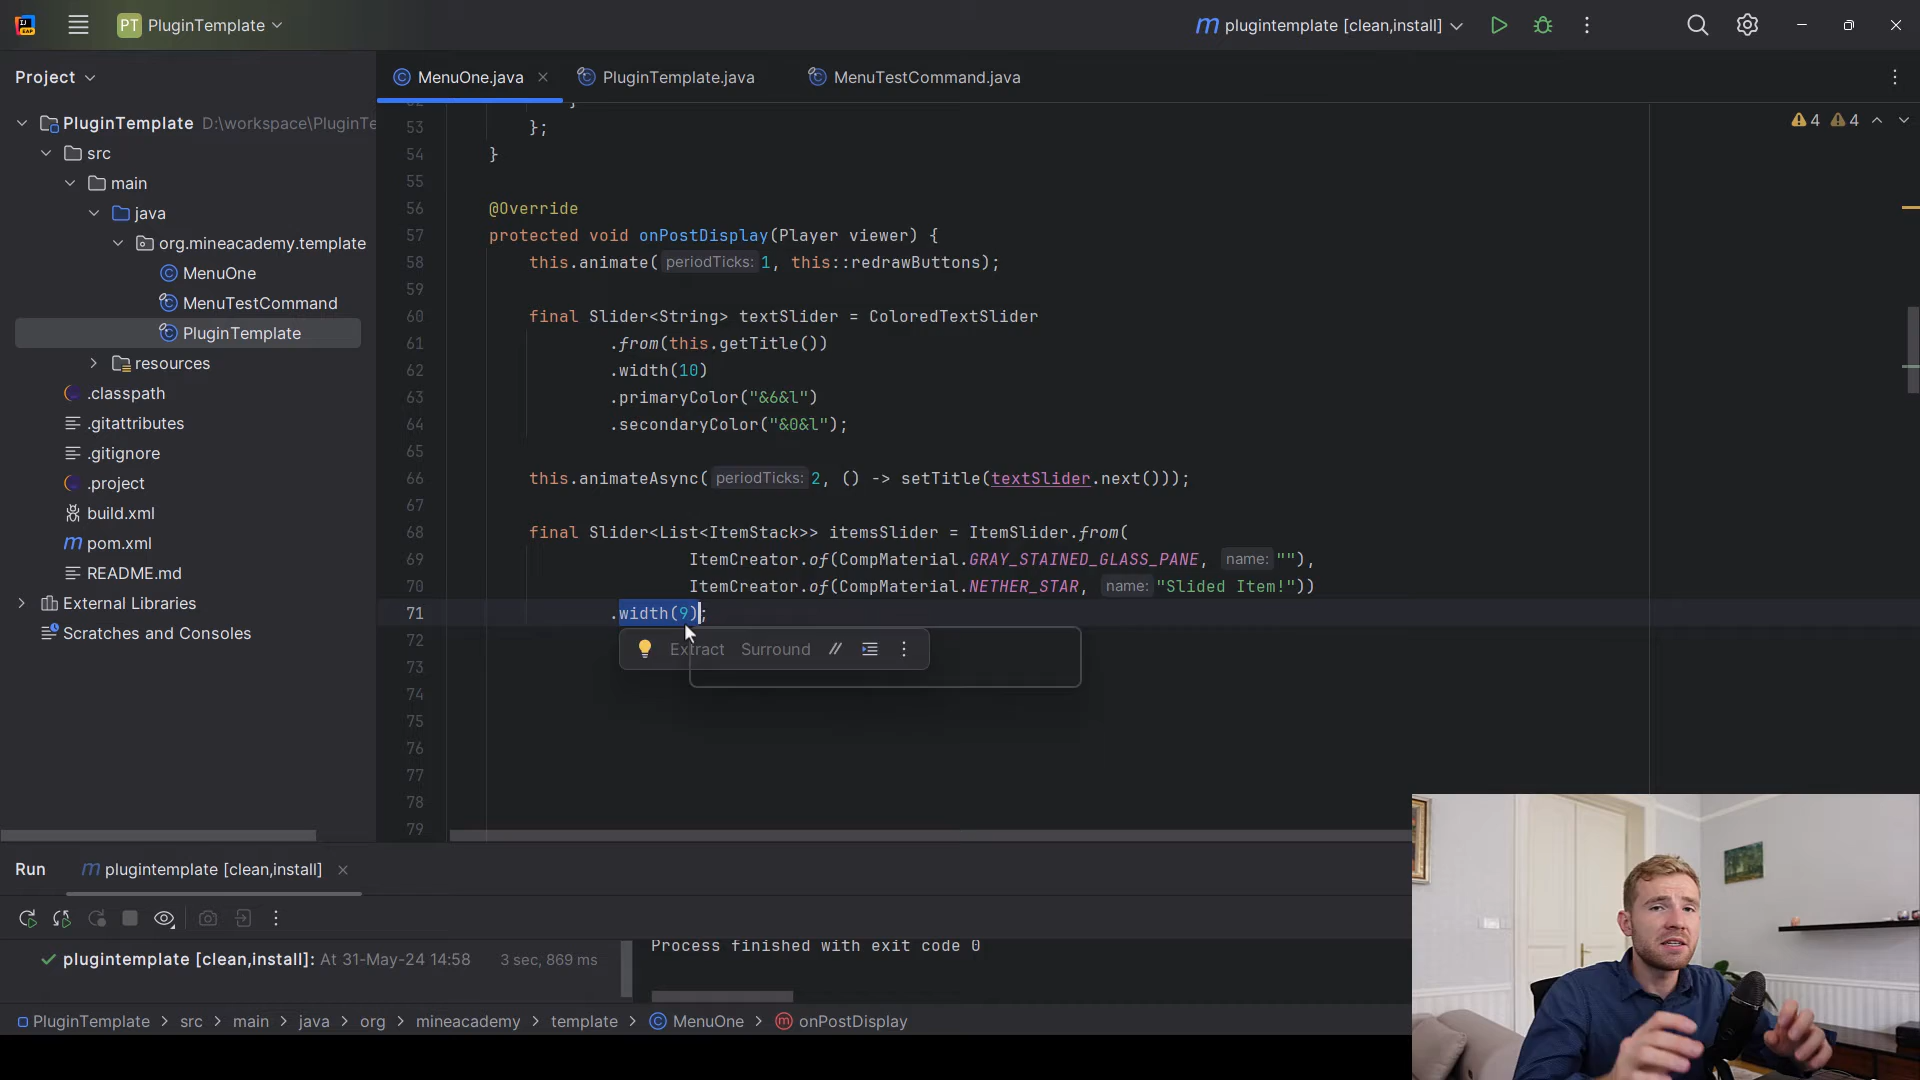 PT PluginTemplate
plugintemplate [clean,install]
Project
MenuOne.java
PluginTemplate.java
MenuTestCommand.java
PluginTemplate D:\workspace\PluginTe
src
main
java
org.mineacademy.template
MenuOne
MenuTestCommand
PluginTemplate
resources
.classpath
.gitattributes
.gitignore
.project
build.xml
pom.xml
README.md
External Libraries
Scratches and Consoles
4 4
53 };
54 }
55
56 @Override
57 protected void onPostDisplay(Player viewer) {
58 this.animate( periodTicks: 1, this::redrawButtons);
59
60 final Slider<String> textSlider = ColoredTextSlider
61 .from(this.getTitle())
62 .width(10)
63 .primaryColor("&6&l")
64 .secondaryColor("&0&l");
65
66 this.animateAsync( periodTicks: 2, () -> setTitle(textSlider.next()));
67
68 final Slider<List<ItemStack>> itemsSlider = ItemSlider.from(
69 ItemCreator.of(CompMaterial.GRAY_STAINED_GLASS_PANE, name: ""),
70 ItemCreator.of(CompMaterial.NETHER_STAR, name: "Slided Item!"))
71 .width(9);
72 Extract Surround //
73
74
75
76
77
78
79
Run
plugintemplate [clean,install]
plugintemplate [clean,install]: At 31-May-24 14:58 3 sec, 869 ms
Process finished with exit code 0
PluginTemplate > src > main > java > org > mineacademy > template > MenuOne > onPostDisplay